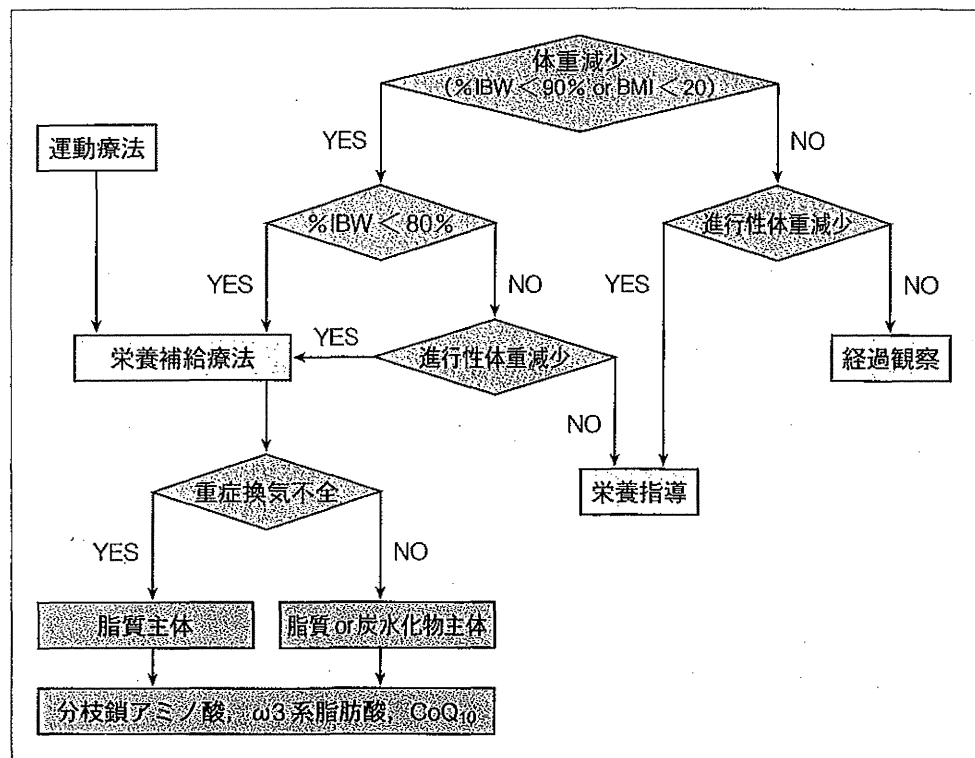 体重減少
(%IBW＜90% or BMI＜20)
YES
NO
運動療法
%IBW＜80%
進行性体重減少
YES
NO
YES
NO
栄養補給療法
YES
進行性体重減少
経過観察
NO
重症換気不全
栄養指導
YES
NO
脂質主体
脂質or炭水化物主体
分枝鎖アミノ酸, ω3系脂肪酸, CoQ₁₀